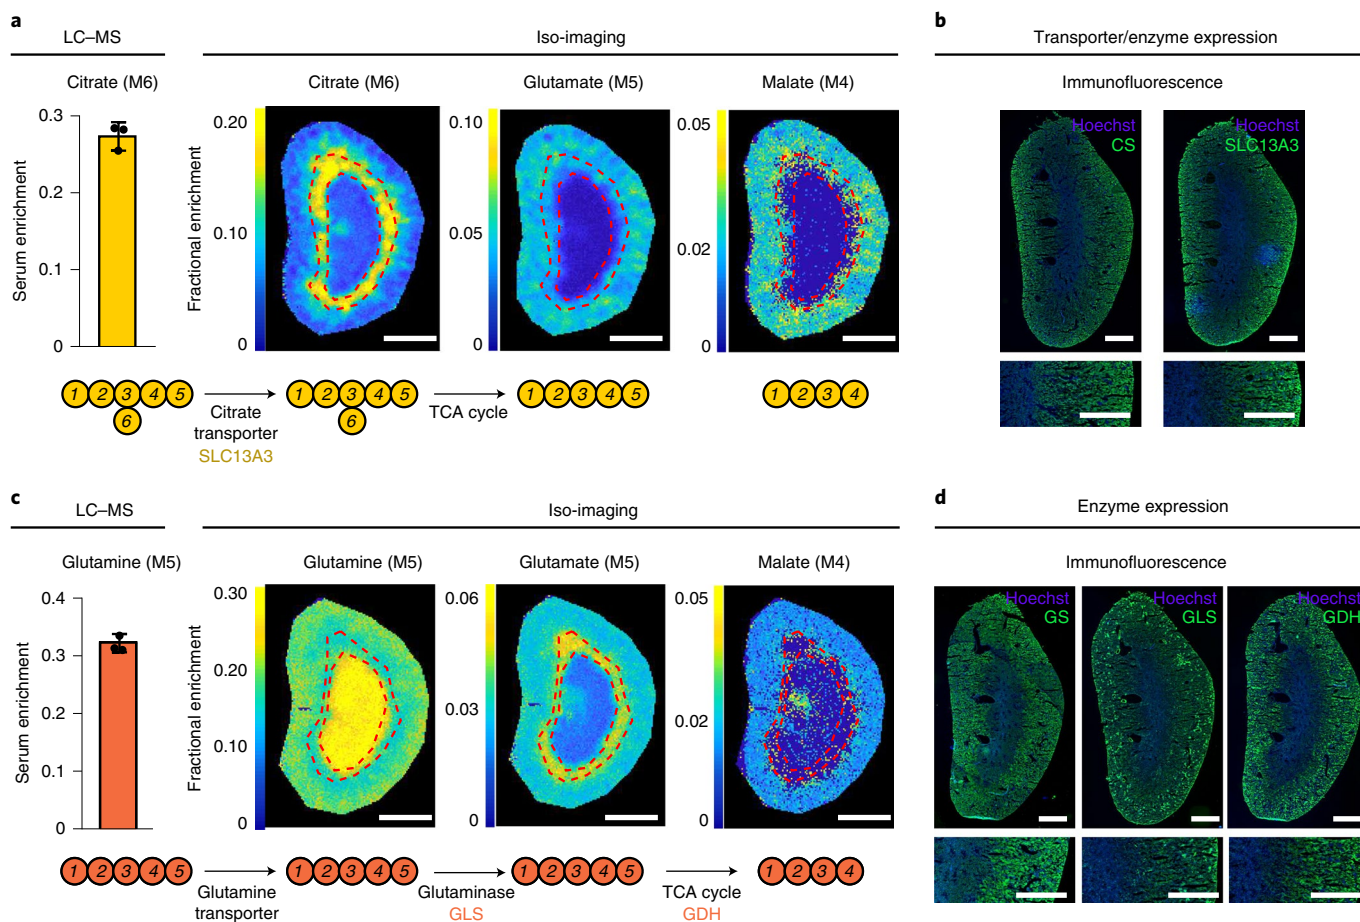 a
LC–MS
Iso-imaging
Citrate (M6)
Citrate (M6)
Glutamate (M5)
Malate (M4)
Serum enrichment
0.3
0.2
0.1
0
Fractional enrichment
0.20
0.10
0
0.10
0.05
0
0.05
0.02
0
1 2 3 4 5
6
Citrate
transporter
SLC13A3
1 2 3 4 5
6
TCA cycle
1 2 3 4 5
1 2 3 4
b
Transporter/enzyme expression
Immunofluorescence
Hoechst
CS
Hoechst
SLC13A3
c
LC–MS
Iso-imaging
Glutamine (M5)
Glutamine (M5)
Glutamate (M5)
Malate (M4)
Serum enrichment
0.4
0.3
0.2
0.1
0
Fractional enrichment
0.30
0.20
0.10
0
0.06
0.03
0
0.05
0.02
0
1 2 3 4 5
Glutamine
transporter
1 2 3 4 5
Glutaminase
GLS
1 2 3 4 5
TCA cycle
GDH
1 2 3 4
d
Enzyme expression
Immunofluorescence
Hoechst
GS
Hoechst
GLS
Hoechst
GDH